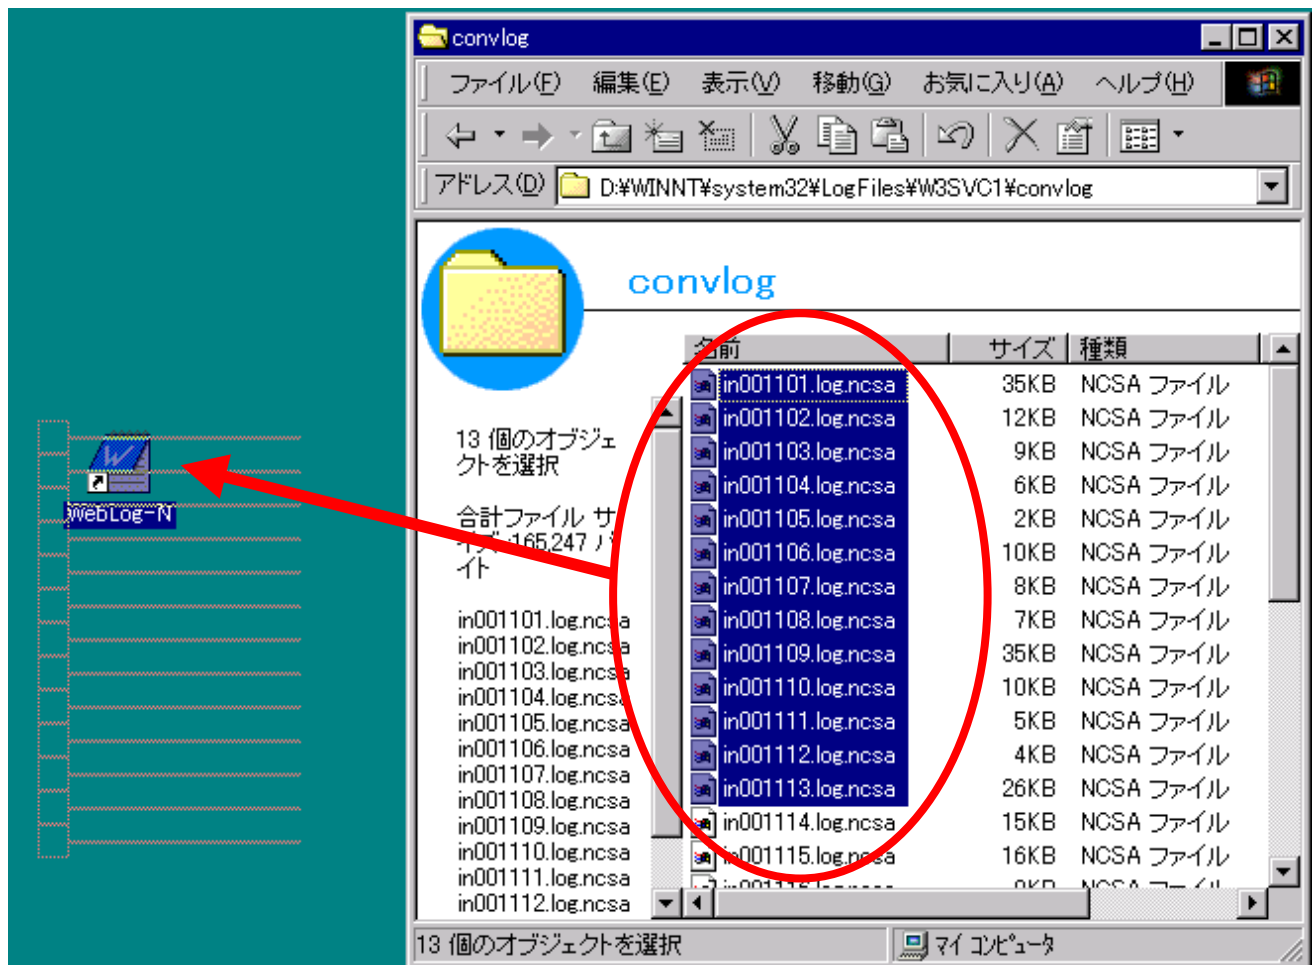 convlog
ファイル(F) 編集(E) 表示(V) 移動(G) お気に入り(A) ヘルプ(H)
アドレス(D) D:¥WINNT¥system32¥LogFiles¥W3SVC1¥convlog
convlog
名前 サイズ 種類
in001101.log.ncsa 35KB NCSA ファイル
in001102.log.ncsa 12KB NCSA ファイル
in001103.log.ncsa 9KB NCSA ファイル
in001104.log.ncsa 6KB NCSA ファイル
in001105.log.ncsa 2KB NCSA ファイル
in001106.log.ncsa 10KB NCSA ファイル
in001107.log.ncsa 8KB NCSA ファイル
in001108.log.ncsa 7KB NCSA ファイル
in001109.log.ncsa 35KB NCSA ファイル
in001110.log.ncsa 10KB NCSA ファイル
in001111.log.ncsa 5KB NCSA ファイル
in001112.log.ncsa 4KB NCSA ファイル
in001113.log.ncsa 26KB NCSA ファイル
in001114.log.ncsa 15KB NCSA ファイル
in001115.log.ncsa 16KB NCSA ファイル
13 個のオブジェ
クトを選択
合計ファイル サ
イズ: 165,247 バ
イト
in001101.log.ncsa
in001102.log.ncsa
in001103.log.ncsa
in001104.log.ncsa
in001105.log.ncsa
in001106.log.ncsa
in001107.log.ncsa
in001108.log.ncsa
in001109.log.ncsa
in001110.log.ncsa
in001111.log.ncsa
in001112.log.ncsa
WebLog-N
13 個のオブジェクトを選択 マイ コンピュータ